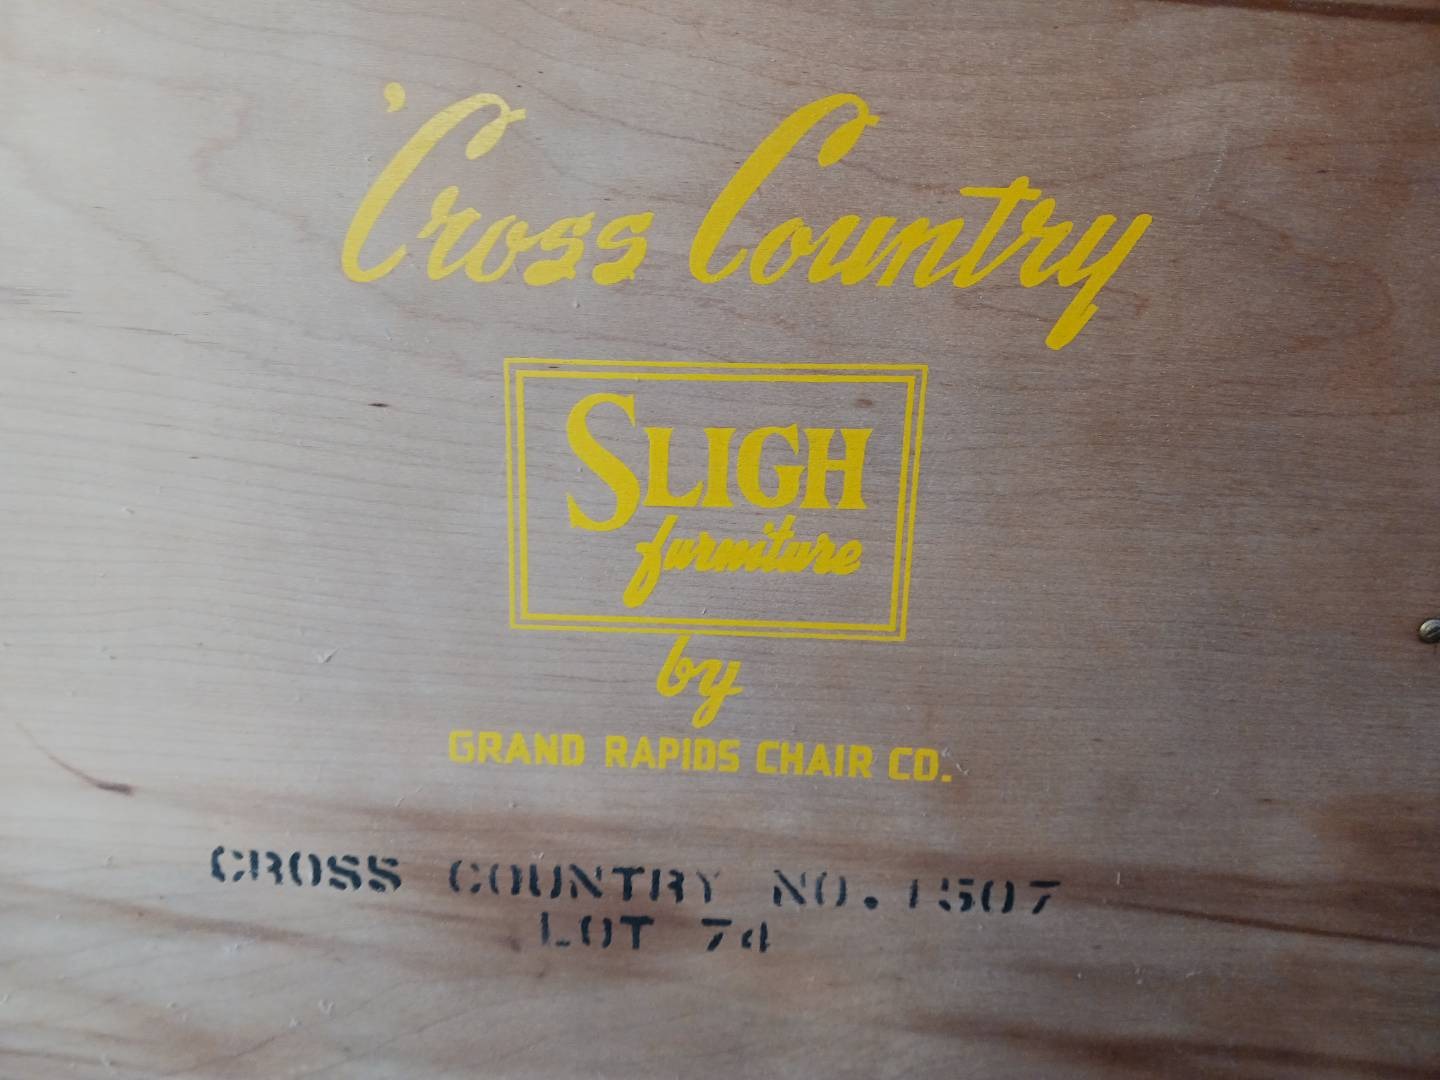 'Cross Country
SLIGH
furniture
by
GRAND RAPIDS CHAIR CO.
CROSS COUNTRY NO. 1507
LOT 74